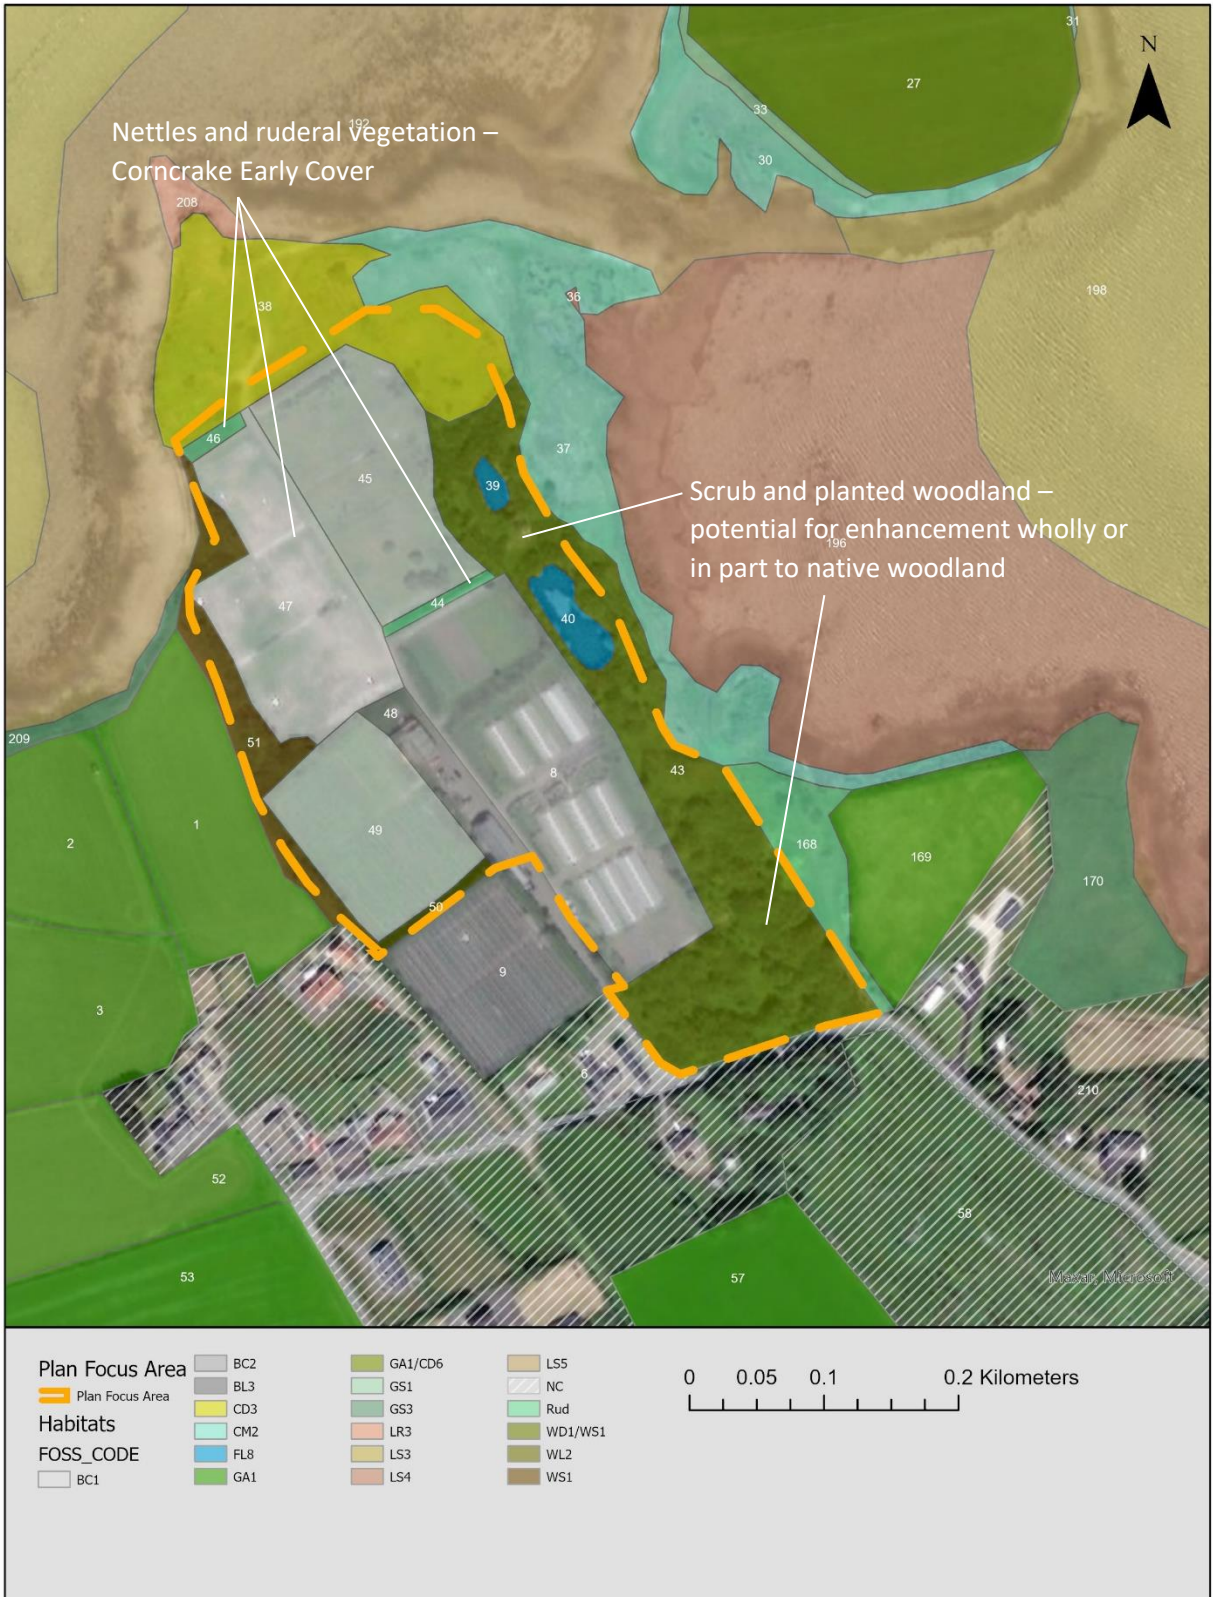 31
N
27
33
192
Nettles and ruderal vegetation –
Corncrake Early Cover
30
208
198
38
36
46
37
45
39
Scrub and planted woodland –
potential for enhancement wholly or
196
in part to native woodland
44
47
40
48
209
51
43
8
1
49
2
168
169
170
50
9
3
6
210
52
58
53
57
Maxar, Microsoft
Plan Focus Area
Plan Focus Area
Habitats
FOSS_CODE
BC1
BC2
BL3
CD3
CM2
FL8
GA1
GA1/CD6
GS1
GS3
LR3
LS3
LS4
LS5
NC
Rud
WD1/WS1
WL2
WS1
0 0.05 0.1 0.2 Kilometers